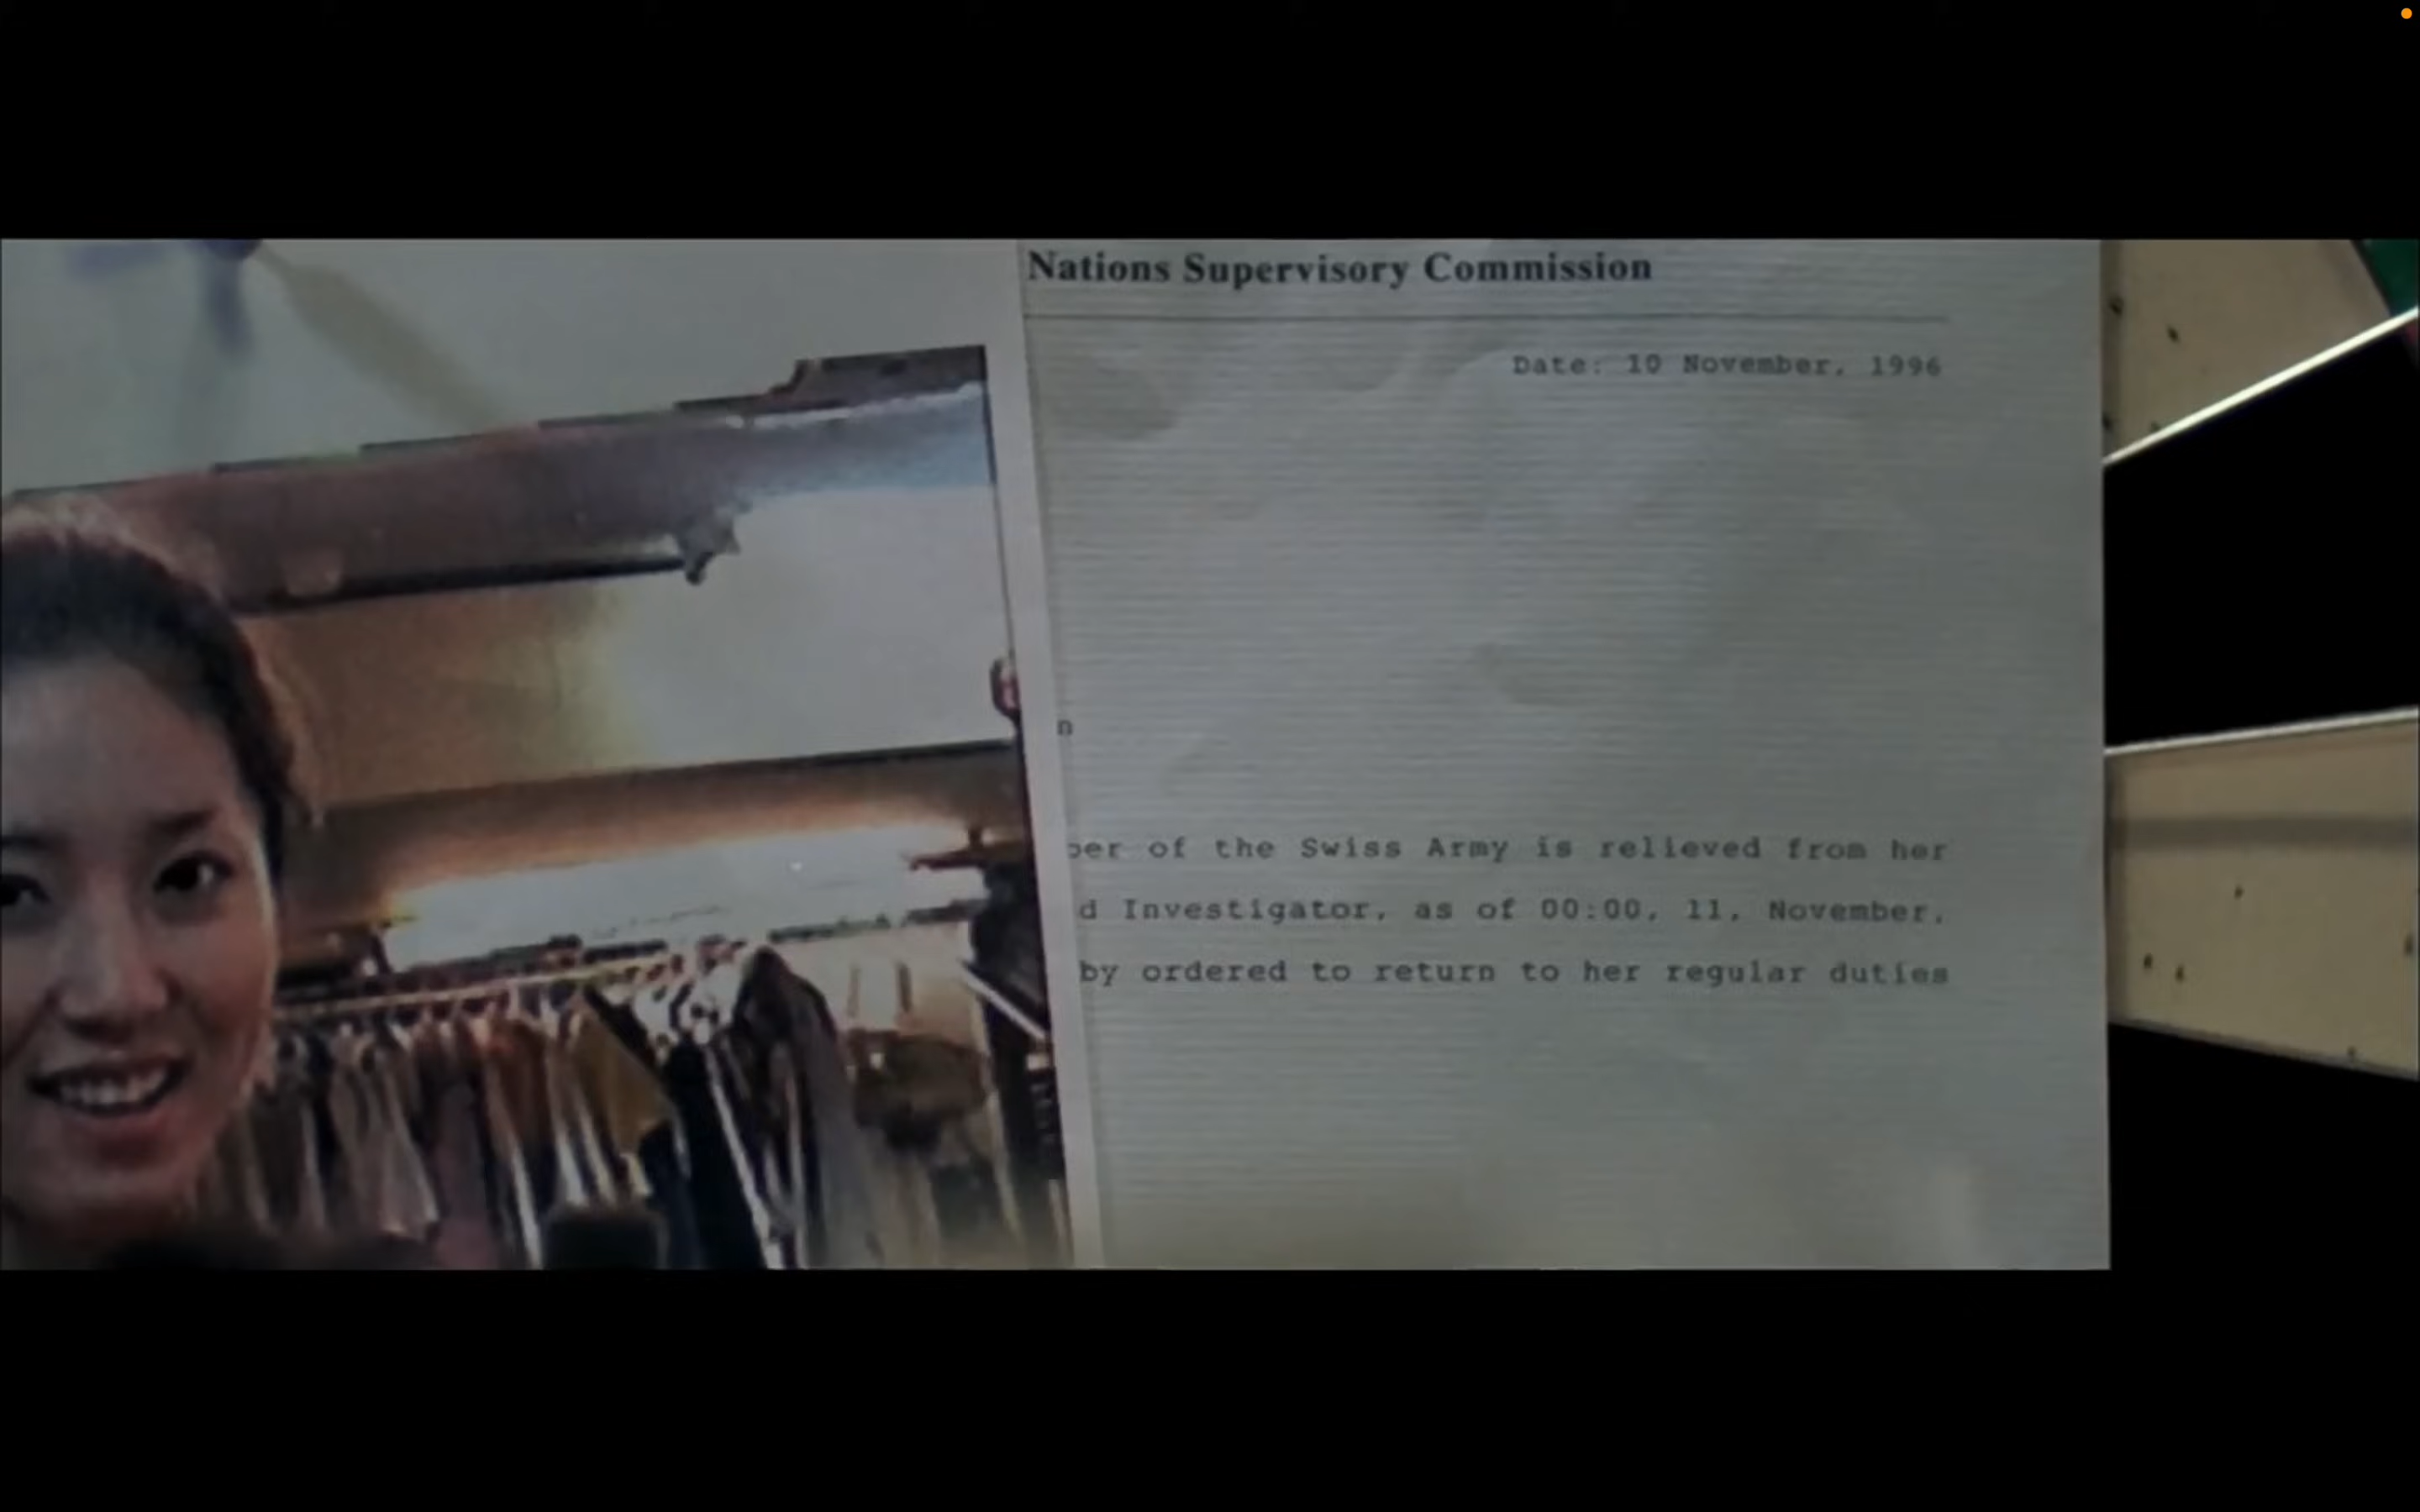 Nations Supervisory Commission
Date: 10 November, 1996
n
ber of the Swiss Army is relieved from her
d Investigator, as of 00:00, 11, November,
by ordered to return to her regular duties